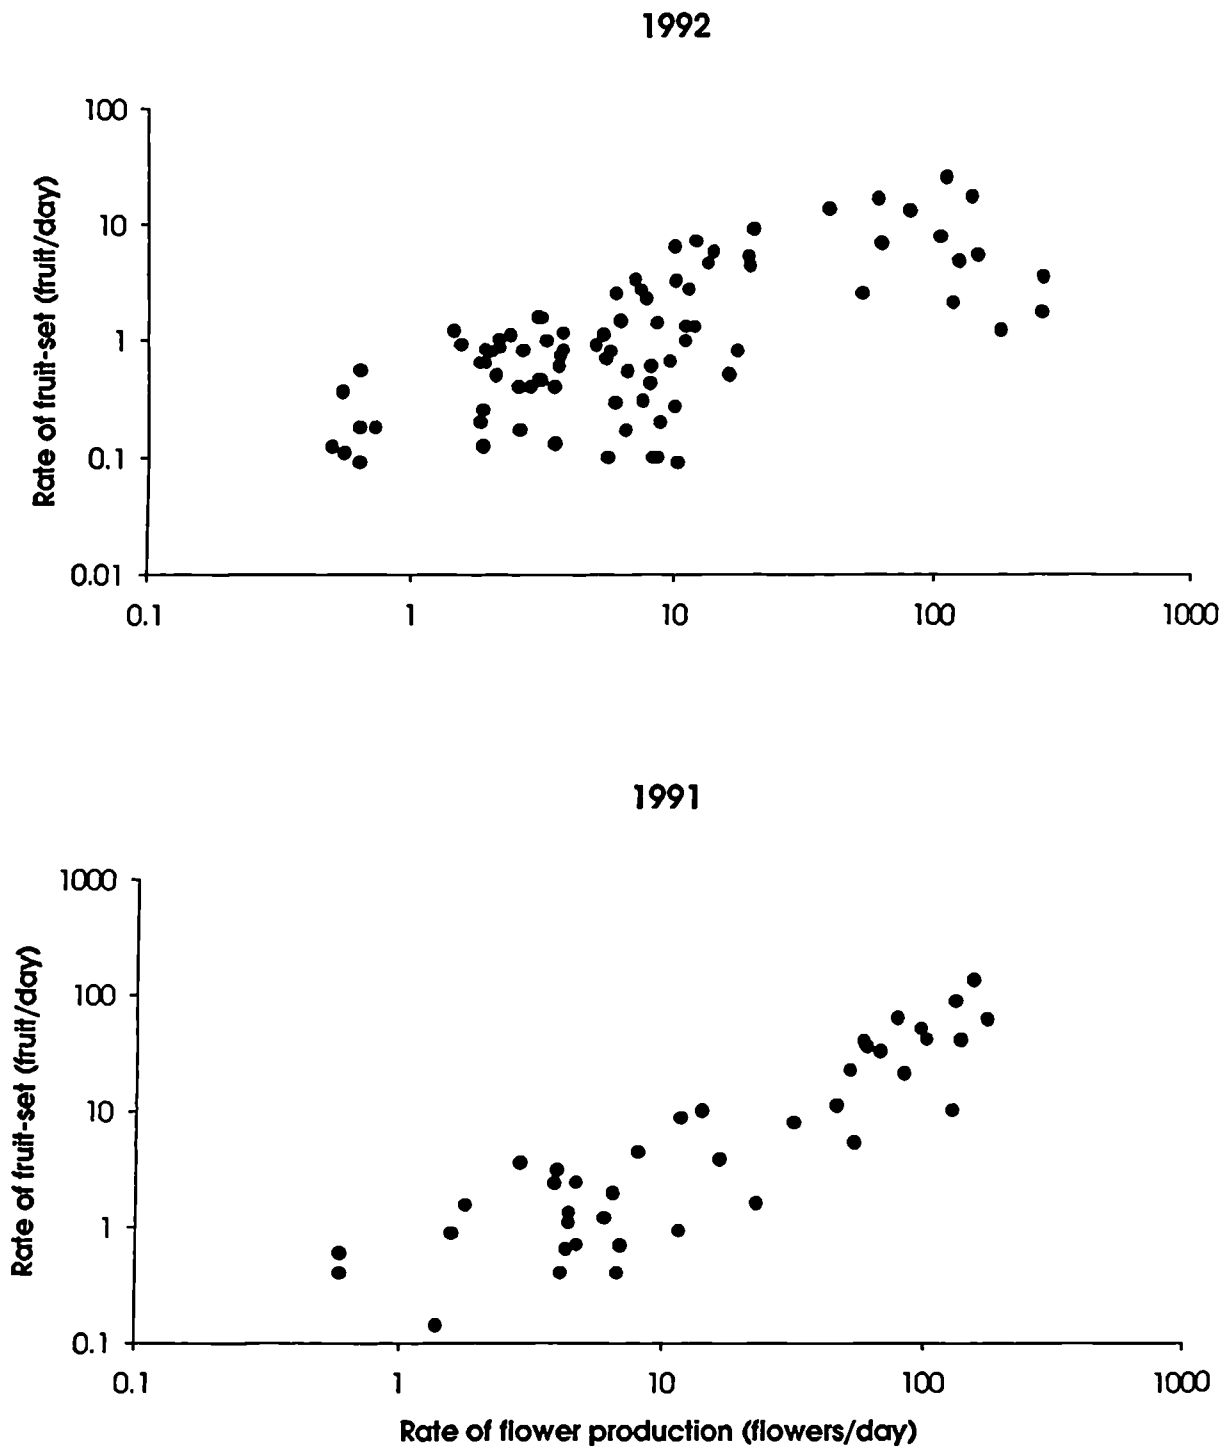 1992
100
10
1
0.1
0.01
Rate of fruit-set (fruit/day)
0.1 1 10 100 1000
1991
1000
100
10
1
0.1
Rate of fruit-set (fruit/day)
0.1 1 10 100 1000
Rate of flower production (flowers/day)